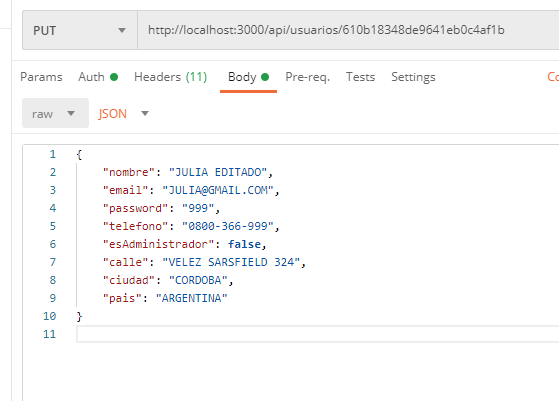 PUT http://localhost:3000/api/usuarios/610b18348de9641eb0c4af1b
Params Auth Headers (11) Body Pre-req. Tests Settings
raw JSON
1 {
2 "nombre": "JULIA EDITADO",
3 "email": "JULIA@GMAIL.COM",
4 "password": "999",
5 "telefono": "0800-366-999",
6 "esAdministrador": false,
7 "calle": "VELEZ SARSFIELD 324",
8 "ciudad": "CORDOBA",
9 "pais": "ARGENTINA"
10 }
11